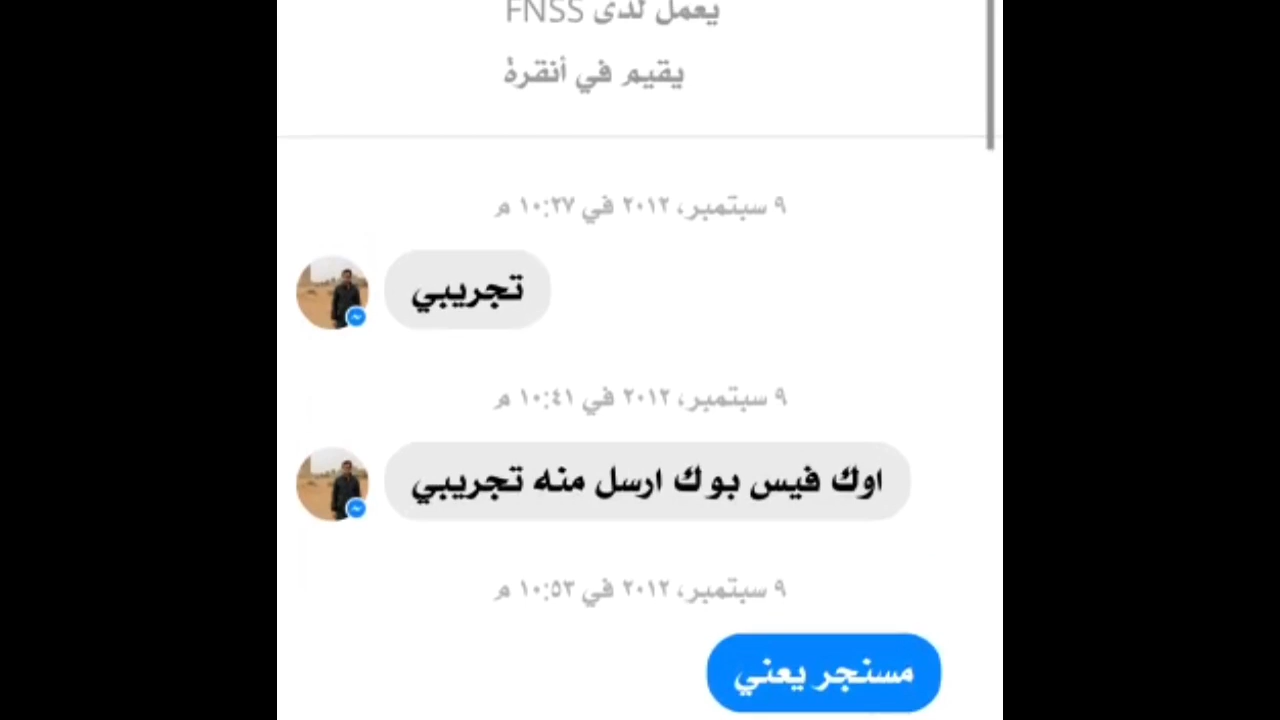 يعمل لدى FNSS
يقيم في أنقرة
٩ سبتمبر، ٢٠١٢ في ١٠:٢٧ م
تجريبي
٩ سبتمبر، ٢٠١٢ في ١٠:٤١ م
اوك فيس بوك ارسل منه تجريبي
٩ سبتمبر، ٢٠١٢ في ١٠:٥٣ م
مسنجر يعني